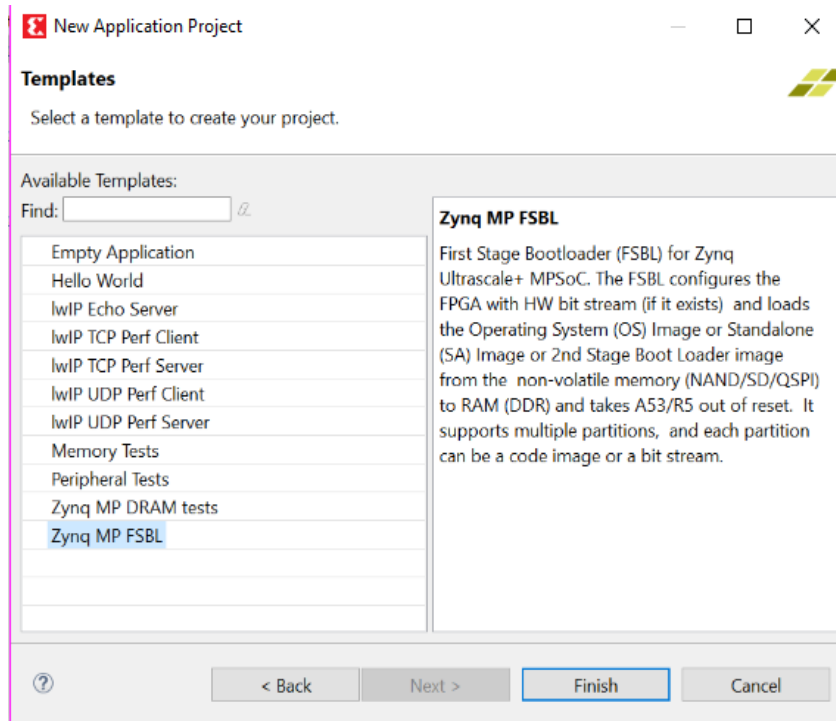 New Application Project
Templates
Select a template to create your project.
Available Templates:
Find:
Empty Application
Hello World
lwIP Echo Server
lwIP TCP Perf Client
lwIP TCP Perf Server
lwIP UDP Perf Client
lwIP UDP Perf Server
Memory Tests
Peripheral Tests
Zynq MP DRAM tests
Zynq MP FSBL
Zynq MP FSBL
First Stage Bootloader (FSBL) for Zynq
Ultrascale+ MPSoC. The FSBL configures the
FPGA with HW bit stream (if it exists)  and loads
the Operating System (OS) Image or Standalone
(SA) Image or 2nd Stage Boot Loader image
from the  non-volatile memory (NAND/SD/QSPI)
to RAM (DDR) and takes A53/R5 out of reset.  It
supports multiple partitions,  and each partition
can be a code image or a bit stream.
?
< Back
Next >
Finish
Cancel